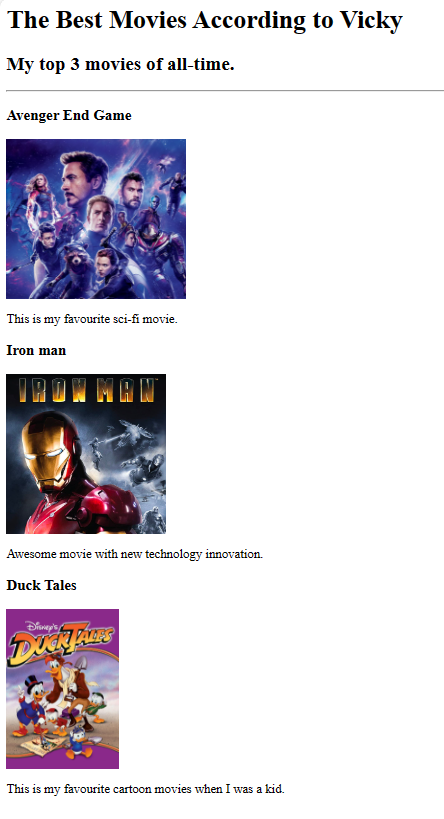 The Best Movies According to Vicky
My top 3 movies of all-time.
Avenger End Game
This is my favourite sci-fi movie.
Iron man
IRON MAN
Awesome movie with new technology innovation.
Duck Tales
Disney's
DUCKTALES
This is my favourite cartoon movies when I was a kid.